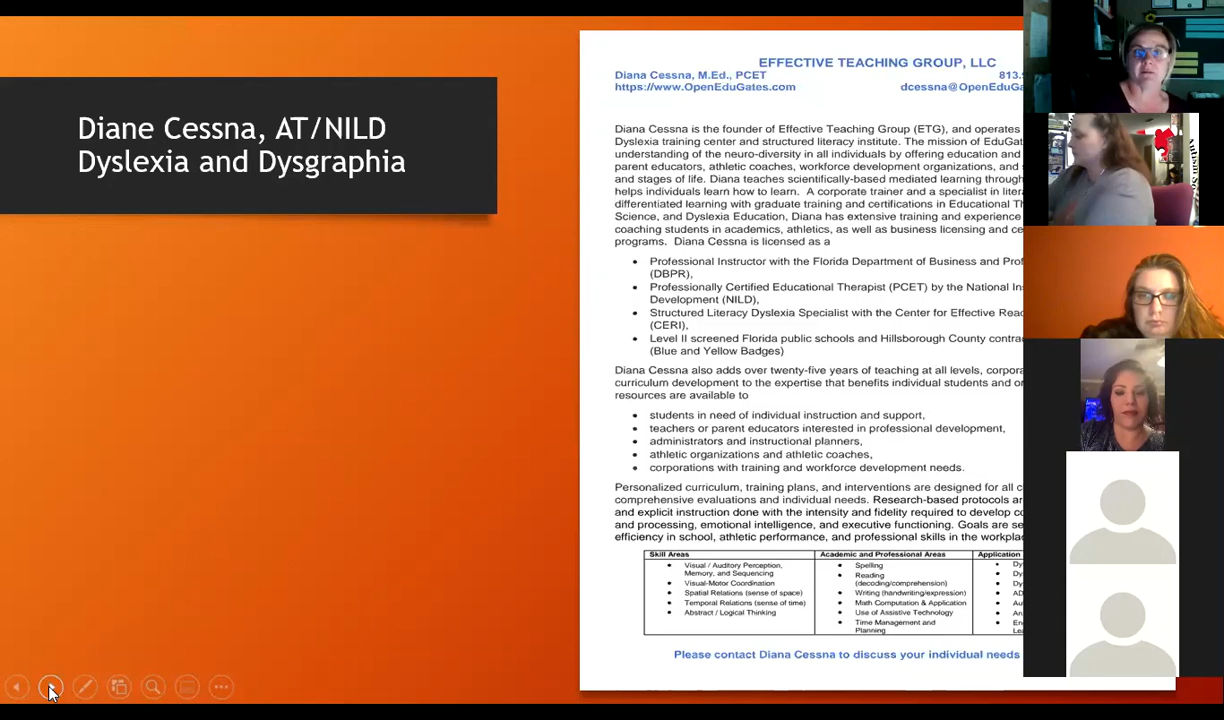 Diane Cessna, AT/NILD
Dyslexia and Dysgraphia
EFFECTIVE TEACHING GROUP, LLC
Diana Cessna, M.Ed., PCET
https://www.OpenEduGates.com
Diana Cessna is the founder of Effective Teaching Group (ETG), and operates
Dyslexia training center and structured literacy institute. The mission of EduGat
understanding of the neuro-diversity in all individuals by offering education and
parent educators, athletic coaches, workforce development organizations, and
and stages of life. Diana teaches scientifically-based mediated learning through
helps individuals learn how to learn. A corporate trainer and a specialist in litera
differentiated learning with graduate training and certifications in Educational Th
Science, and Dyslexia Education, Diana has extensive training and experience
coaching students in academics, athletics, as well as business licensing and ce
programs. Diana Cessna is licensed as a
• Professional Instructor with the Florida Department of Business and Prof
(DBPR),
• Professionally Certified Educational Therapist (PCET) by the National Ins
Development (NILD),
• Structured Literacy Dyslexia Specialist with the Center for Effective Rea
(CERI),
• Level II screened Florida public schools and Hillsborough County contra
(Blue and Yellow Badges)
Diana Cessna also adds over twenty-five years of teaching at all levels, corpora
curriculum development to the expertise that benefits individual students and or
resources are available to
• students in need of individual instruction and support,
• teachers or parent educators interested in professional development,
• administrators and instructional planners,
• athletic organizations and athletic coaches,
• corporations with training and workforce development needs.
Personalized curriculum, training plans, and interventions are designed for all c
comprehensive evaluations and individual needs. Research-based protocols ar
and explicit instruction done with the intensity and fidelity required to develop co
and processing, emotional intelligence, and executive functioning. Goals are se
efficiency in school, athletic performance, and professional skills in the workplac
Skill Areas
• Visual / Auditory Perception,
Memory, and Sequencing
• Visual-Motor Coordination
• Spatial Relations (sense of space)
• Temporal Relations (sense of time)
• Abstract / Logical Thinking
Academic and Professional Areas
• Spelling
• Reading
(decoding/comprehension)
• Writing (handwriting/expression)
• Math Computation & Application
• Use of Assistive Technology
• Time Management and
Planning
Application
Please contact Diana Cessna to discuss your individual needs